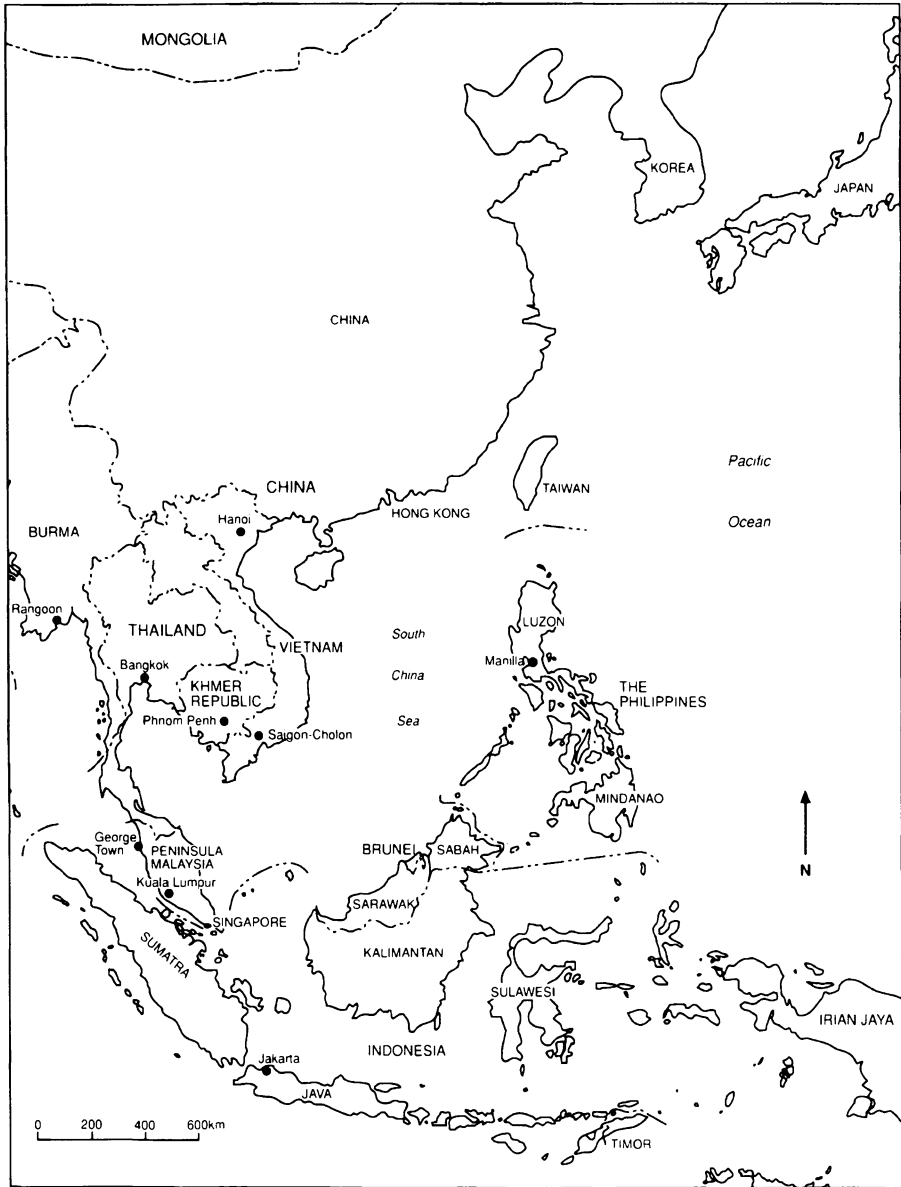 MONGOLIA
KOREA
JAPAN
CHINA
Pacific
TAIWAN
CHINA
HONG KONG
Hanoi
Ocean
BURMA
Rangoon
LUZON
THAILAND
South
VIETNAM
Manilla
Bangkok
China
KHMER
REPUBLIC
THE
PHILIPPINES
Phnom Penh
Sea
Saigon-Cholon
MINDANAO
George
Town
PENINSULA
MALAYSIA
BRUNEI
SABAH
N
Kuala Lumpur
SARAWAK
SINGAPORE
SUMATRA
KALIMANTAN
SULAWESI
IRIAN JAYA
INDONESIA
Jakarta
JAVA
0 200 400 600km
TIMOR